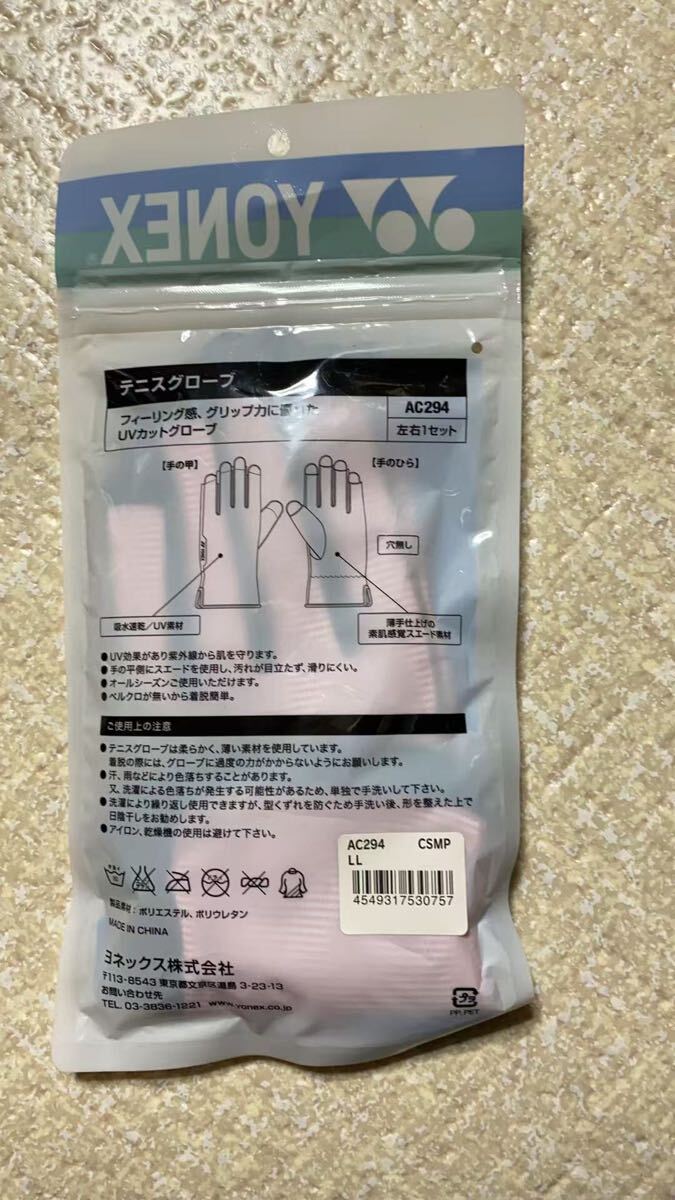 YONEX
テニスグローブ
フィーリング感、グリップ力に優れた
UVカットグローブ
AC294
左右1セット
【手の甲】
【手のひら】
穴無し
YONEX
吸水速乾/UV素材
薄手仕上げの
素肌感覚スエード素材
●UV効果があり紫外線から肌を守ります。
●手の平側にスエードを使用し、汚れが目立たず、滑りにくい。
●オールシーズンご使用いただけます。
●ベルクロが無いから着脱簡単。
ご使用上の注意
●テニスグローブは柔らかく、薄い素材を使用しています。
着脱の際には、グローブに過度の力がかからないようにお願いします。
●汗、雨などにより色落ちすることがあります。
又、洗濯による色落ちが発生する可能性があるため、単独で手洗いして下さい。
●洗濯により繰り返し使用できますが、型くずれを防ぐため手洗い後、形を整えた上で
日陰干しをお勧めします。
●アイロン、乾燥機の使用は避けて下さい。
AC294 CSMP
LL
4549317530757
製品素材:ポリエステル、ポリウレタン
MADE IN CHINA
ヨネックス株式会社
〒113-8543 東京都文京区湯島 3-23-13
お問い合わせ先
TEL. 03-3836-1221 www.yonex.co.jp
プラ
PP, PET